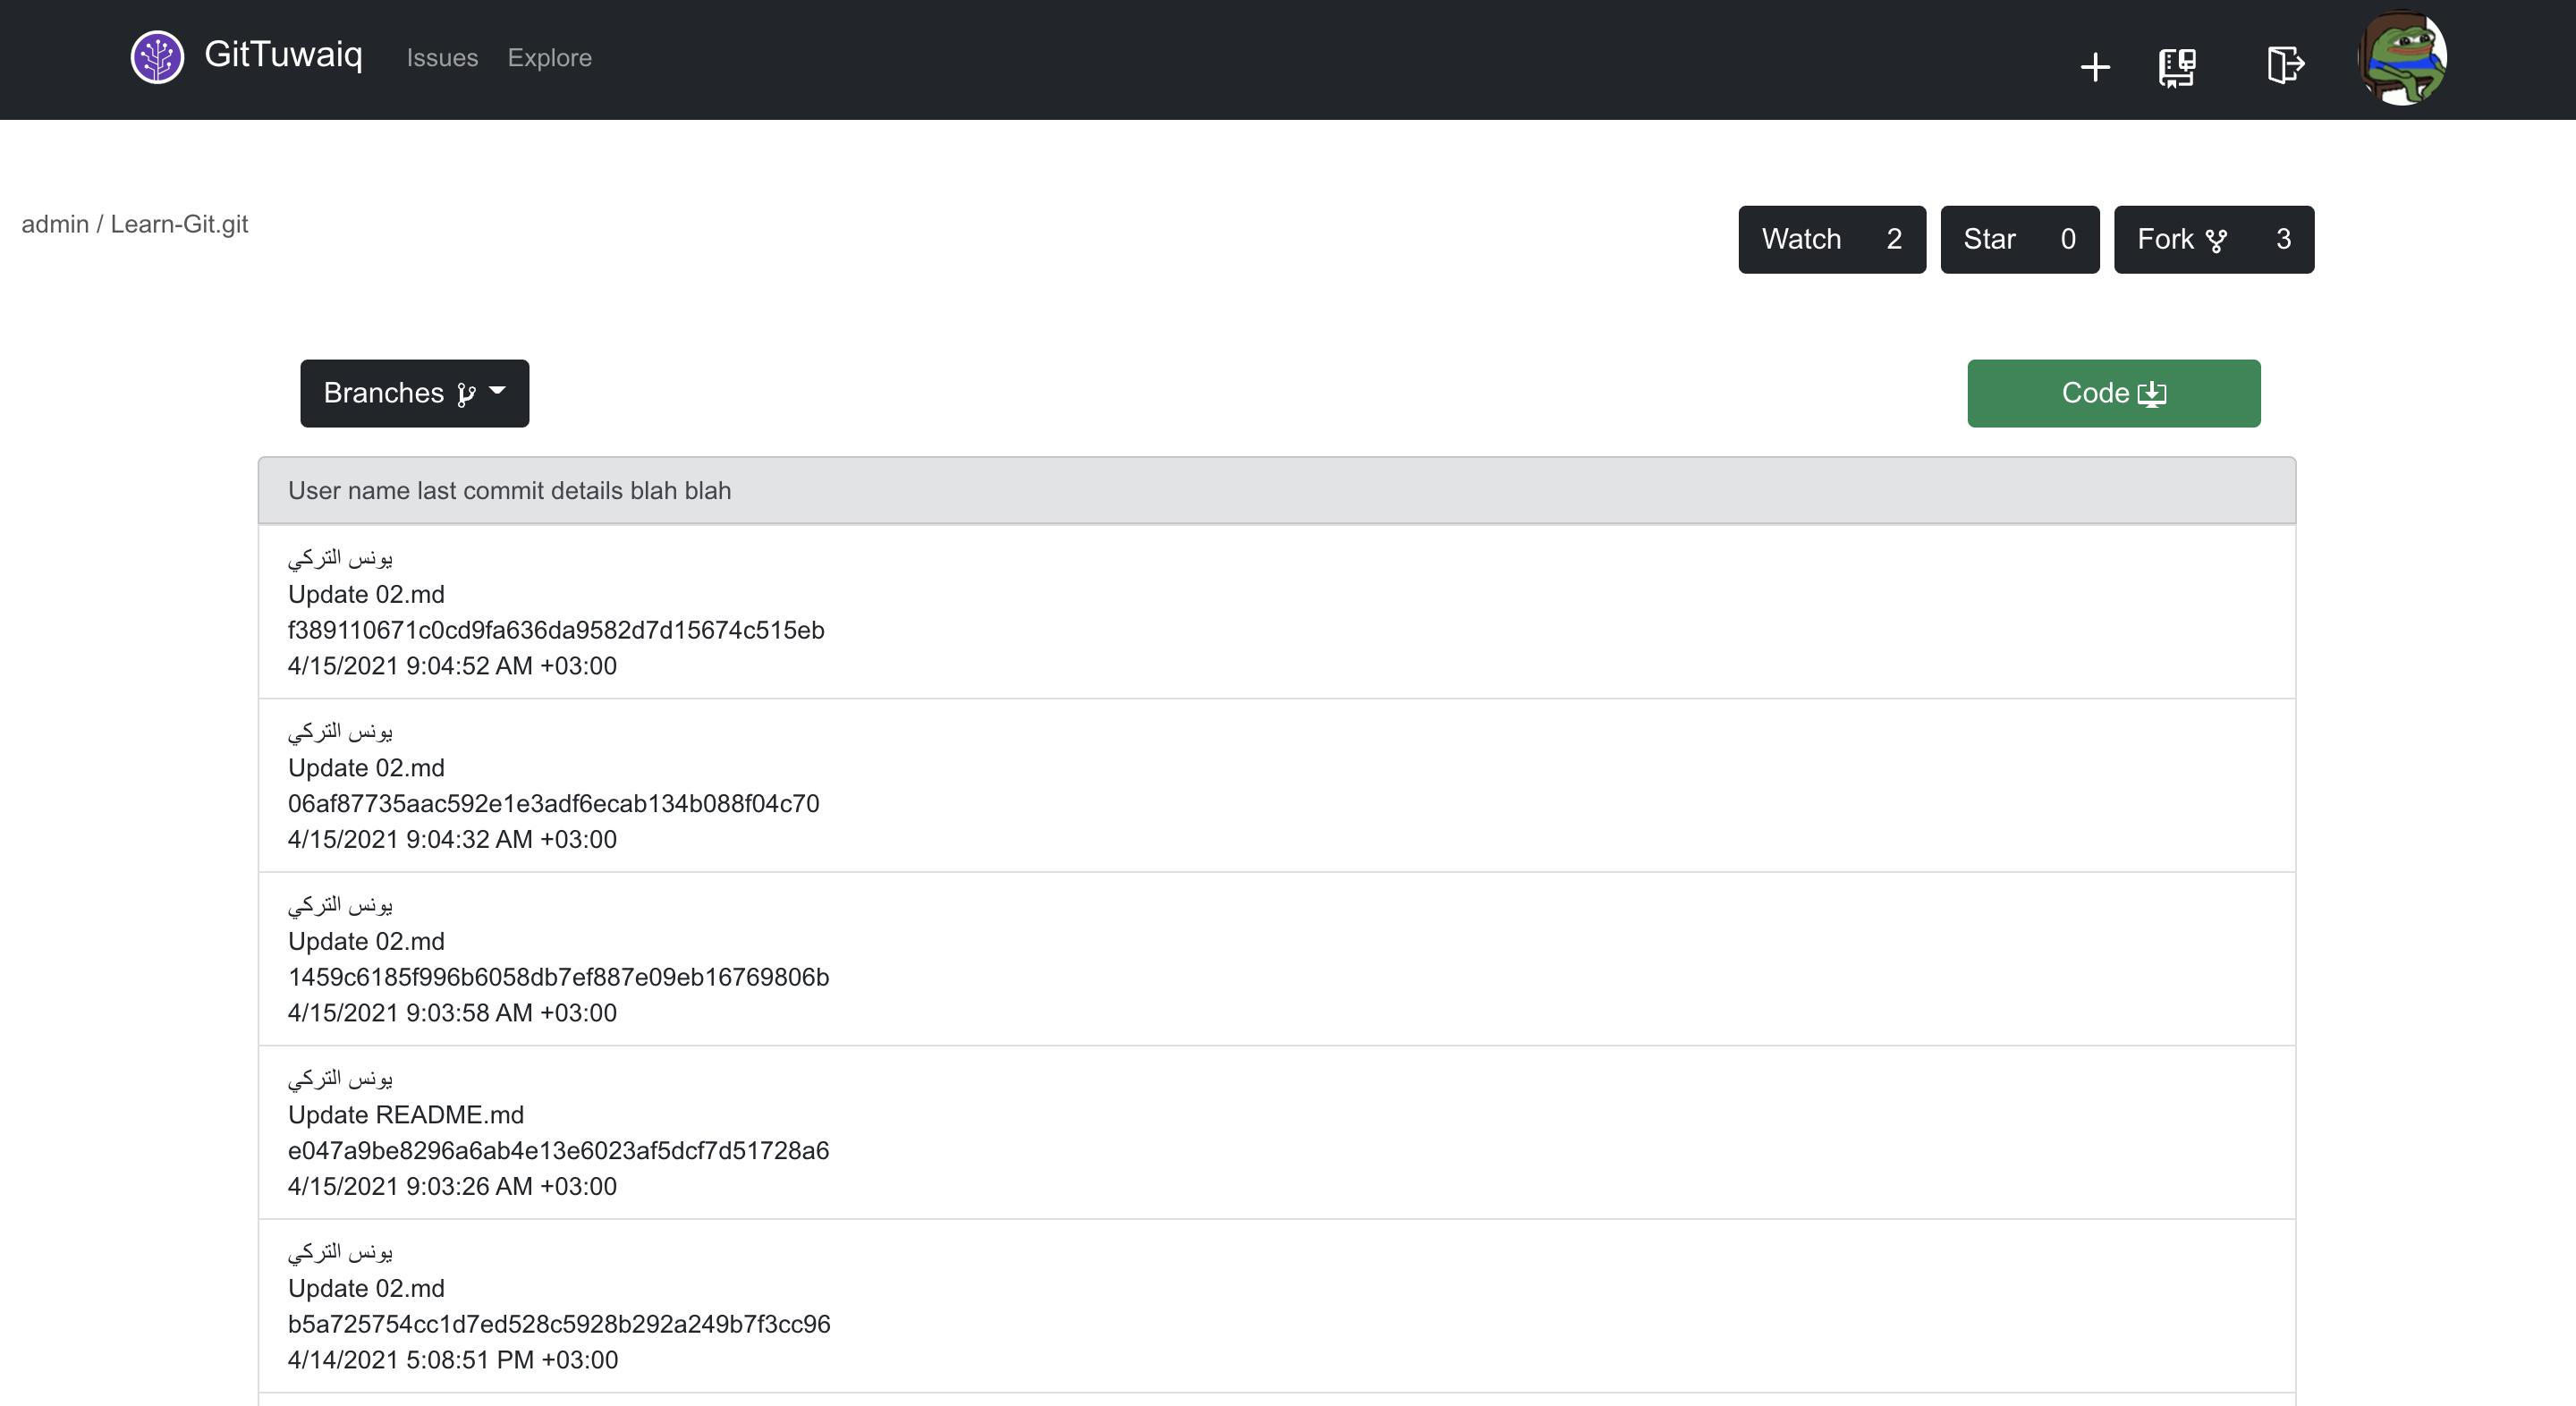 GitTuwaiq Issues Explore
admin / Learn-Git.git
Watch 2 Star 0 Fork 3
Branches Code
User name last commit details blah blah
يونس التركي
Update 02.md
f389110671c0cd9fa636da9582d7d15674c515eb
4/15/2021 9:04:52 AM +03:00
يونس التركي
Update 02.md
06af87735aac592e1e3adf6ecab134b088f04c70
4/15/2021 9:04:32 AM +03:00
يونس التركي
Update 02.md
1459c6185f996b6058db7ef887e09eb16769806b
4/15/2021 9:03:58 AM +03:00
يونس التركي
Update README.md
e047a9be8296a6ab4e13e6023af5dcf7d51728a6
4/15/2021 9:03:26 AM +03:00
يونس التركي
Update 02.md
b5a725754cc1d7ed528c5928b292a249b7f3cc96
4/14/2021 5:08:51 PM +03:00